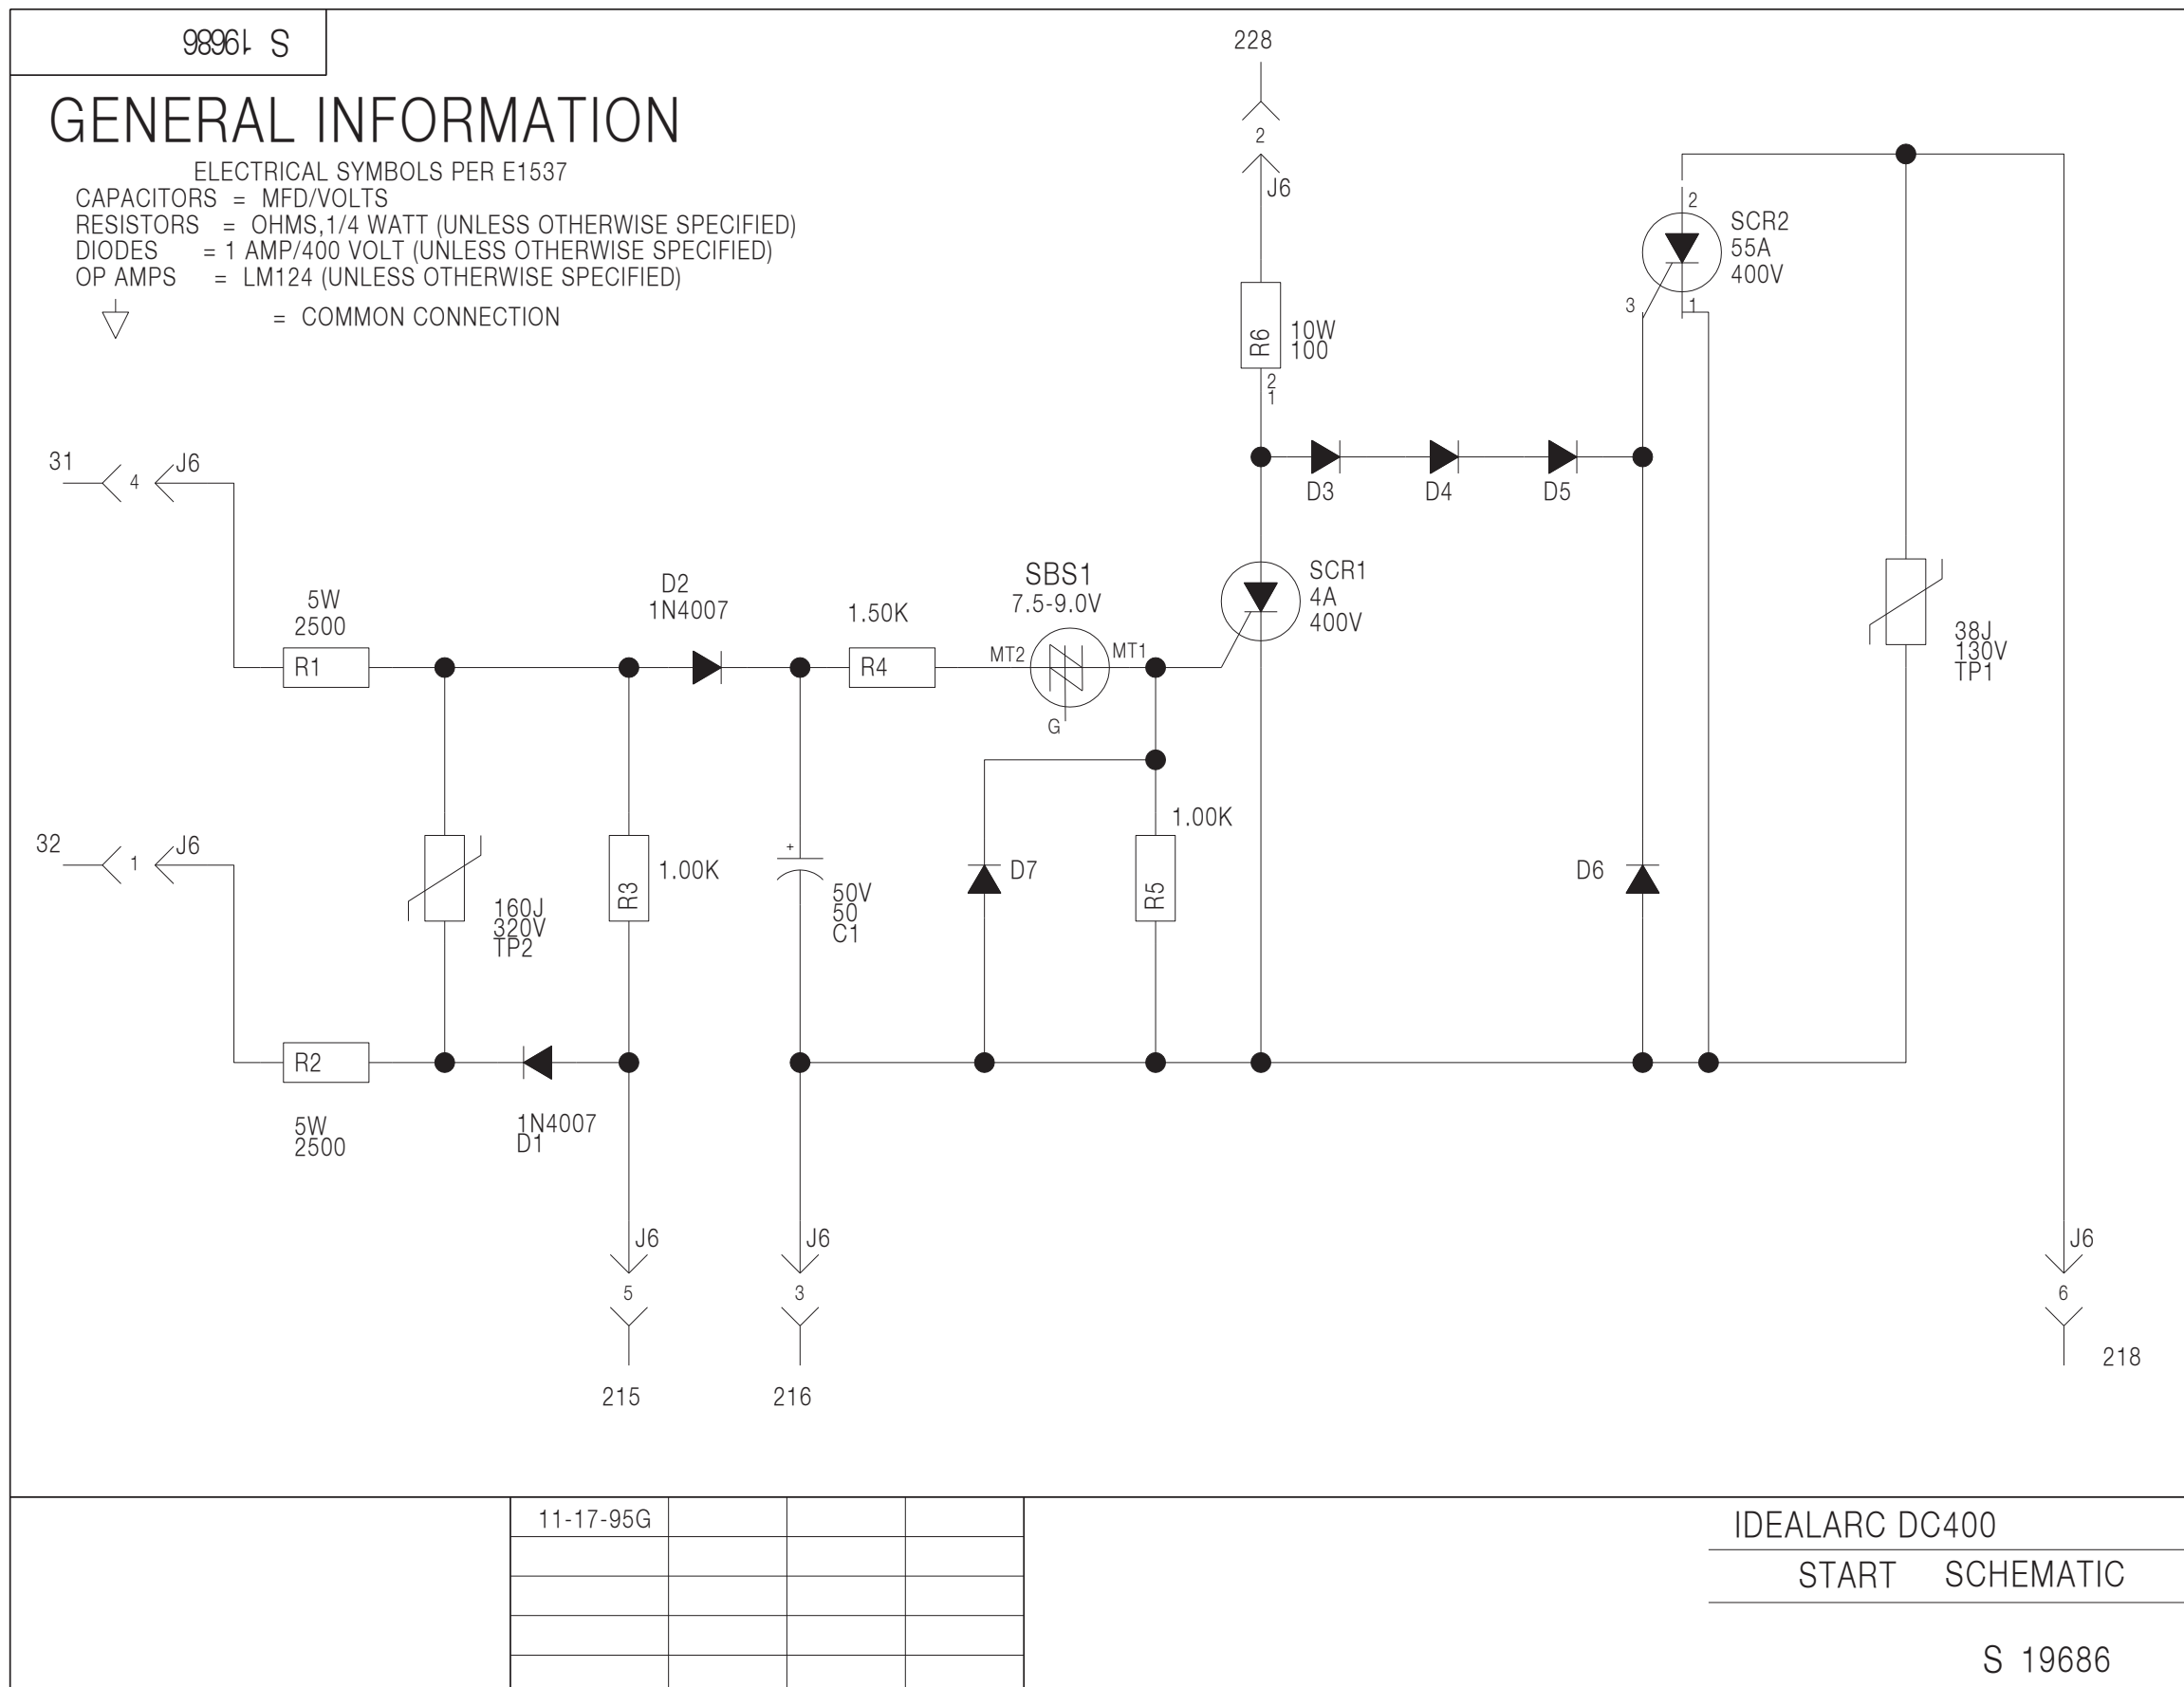 S 19686
GENERAL INFORMATION
ELECTRICAL SYMBOLS PER E1537
CAPACITORS = MFD/VOLTS
RESISTORS = OHMS,1/4 WATT (UNLESS OTHERWISE SPECIFIED)
DIODES = 1 AMP/400 VOLT (UNLESS OTHERWISE SPECIFIED)
OP AMPS = LM124 (UNLESS OTHERWISE SPECIFIED)
= COMMON CONNECTION
228
2
J6
R6
10W
100
2
1
2
SCR2
55A
400V
3
1
31
4
J6
D3
D4
D5
5W
2500
R1
D2
1N4007
1.50K
R4
SBS1
7.5-9.0V
MT2
MT1
G
SCR1
4A
400V
38J
130V
TP1
32
1
J6
160J
320V
TP2
R3
1.00K
+
50V
50
C1
D7
1.00K
R5
D6
R2
5W
2500
1N4007
D1
J6
5
215
J6
3
216
J6
6
218
11-17-95G
IDEALARC DC400
START SCHEMATIC
S 19686